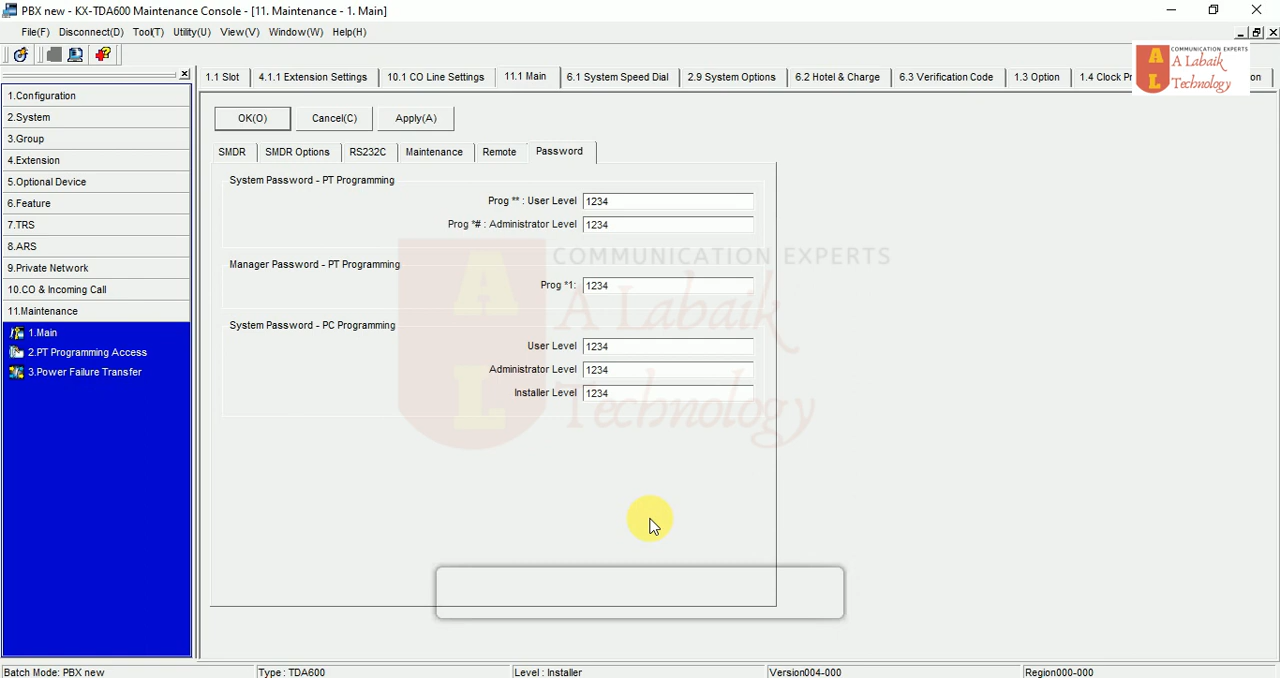 PBX new - KX-TDA600 Maintenance Console - [11. Maintenance - 1. Main]
File(F) Disconnect(D) Tool(T) Utility(U) View(V) Window(W) Help(H)
1.1 Slot 4.1.1 Extension Settings 10.1 CO Line Settings 11.1 Main 6.1 System Speed Dial 2.9 System Options 6.2 Hotel & Charge 6.3 Verification Code 1.3 Option 1.4 Clock Pr on
A L
COMMUNICATION EXPERTS
A Labaik
Technology
1.Configuration
2.System
3.Group
4.Extension
5.Optional Device
6.Feature
7.TRS
8.ARS
9.Private Network
10.CO & Incoming Call
11.Maintenance
1.Main
2.PT Programming Access
3.Power Failure Transfer
OK(O) Cancel(C) Apply(A)
SMDR SMDR Options RS232C Maintenance Remote Password
System Password - PT Programming
Prog ** : User Level 1234
Prog *# : Administrator Level 1234
Manager Password - PT Programming
Prog *1: 1234
System Password - PC Programming
User Level 1234
Administrator Level 1234
Installer Level 1234
A L
COMMUNICATION EXPERTS
A Labaik
Technology
Batch Mode: PBX new Type : TDA600 Level : Installer Version004-000 Region000-000